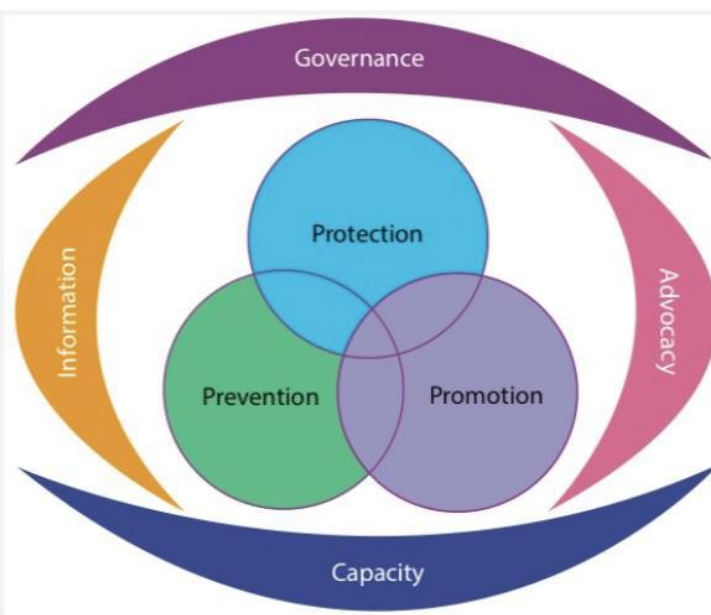 Governance
Protection
Information
Advocacy
Prevention
Promotion
Capacity